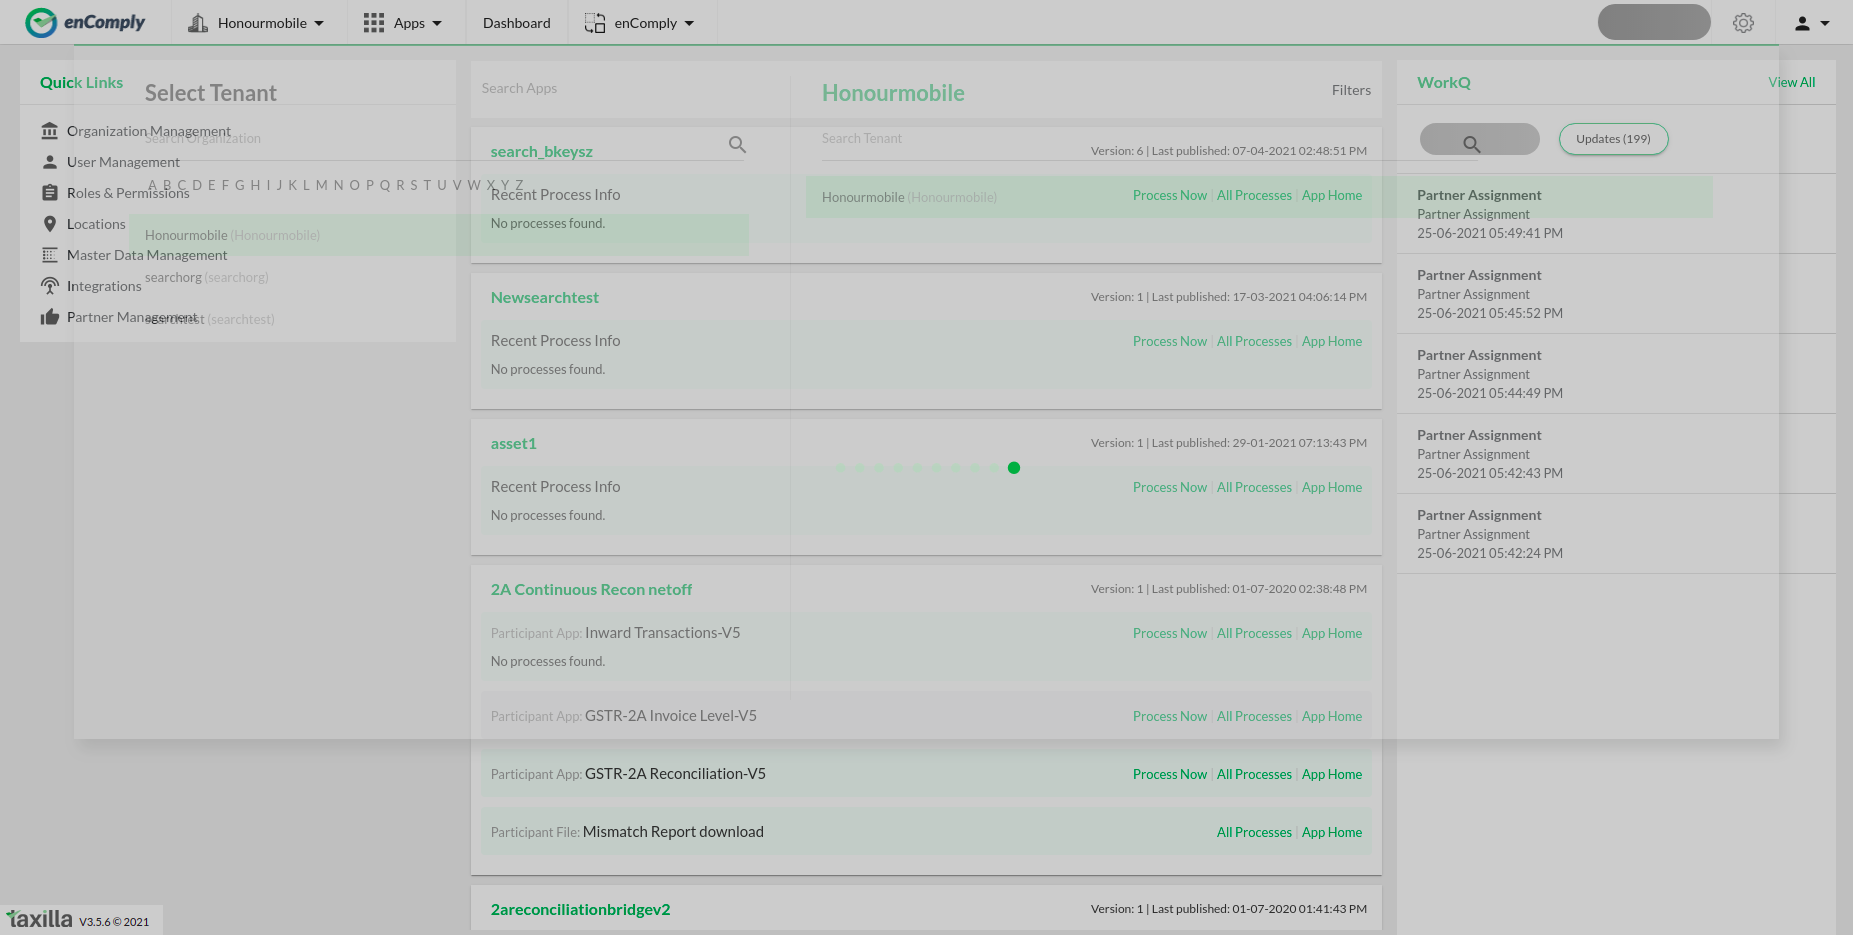 enComply
Honourmobile
Apps
Dashboard
enComply
Quick Links
Organization Management
User Management
Roles & Permissions
Locations
Master Data Management
Integrations
Partner Management
Select Tenant
Search Organization
A B C D E F G H I J K L M N O P Q R S T U V W X Y Z
Honourmobile (Honourmobile)
searchorg (searchorg)
searchtest (searchtest)
Honourmobile
Search Tenant
Honourmobile (Honourmobile)
Search Apps
Filters
search_bkeysz
Version: 6 | Last published: 07-04-2021 02:48:51 PM
Recent Process Info
Process Now | All Processes | App Home
No processes found.
Newsearchtest
Version: 1 | Last published: 17-03-2021 04:06:14 PM
Recent Process Info
Process Now | All Processes | App Home
No processes found.
asset1
Version: 1 | Last published: 29-01-2021 07:13:43 PM
Recent Process Info
Process Now | All Processes | App Home
No processes found.
2A Continuous Recon netoff
Version: 1 | Last published: 01-07-2020 02:38:48 PM
Participant App: Inward Transactions-V5
Process Now | All Processes | App Home
No processes found.
Participant App: GSTR-2A Invoice Level-V5
Process Now | All Processes | App Home
Participant App: GSTR-2A Reconciliation-V5
Process Now | All Processes | App Home
Participant File: Mismatch Report download
All Processes | App Home
2areconciliationbridgev2
Version: 1 | Last published: 01-07-2020 01:41:43 PM
WorkQ
View All
Updates (199)
Partner Assignment
Partner Assignment
25-06-2021 05:49:41 PM
Partner Assignment
Partner Assignment
25-06-2021 05:45:52 PM
Partner Assignment
Partner Assignment
25-06-2021 05:44:49 PM
Partner Assignment
Partner Assignment
25-06-2021 05:42:43 PM
Partner Assignment
Partner Assignment
25-06-2021 05:42:24 PM
taxilla V3.5.6 © 2021